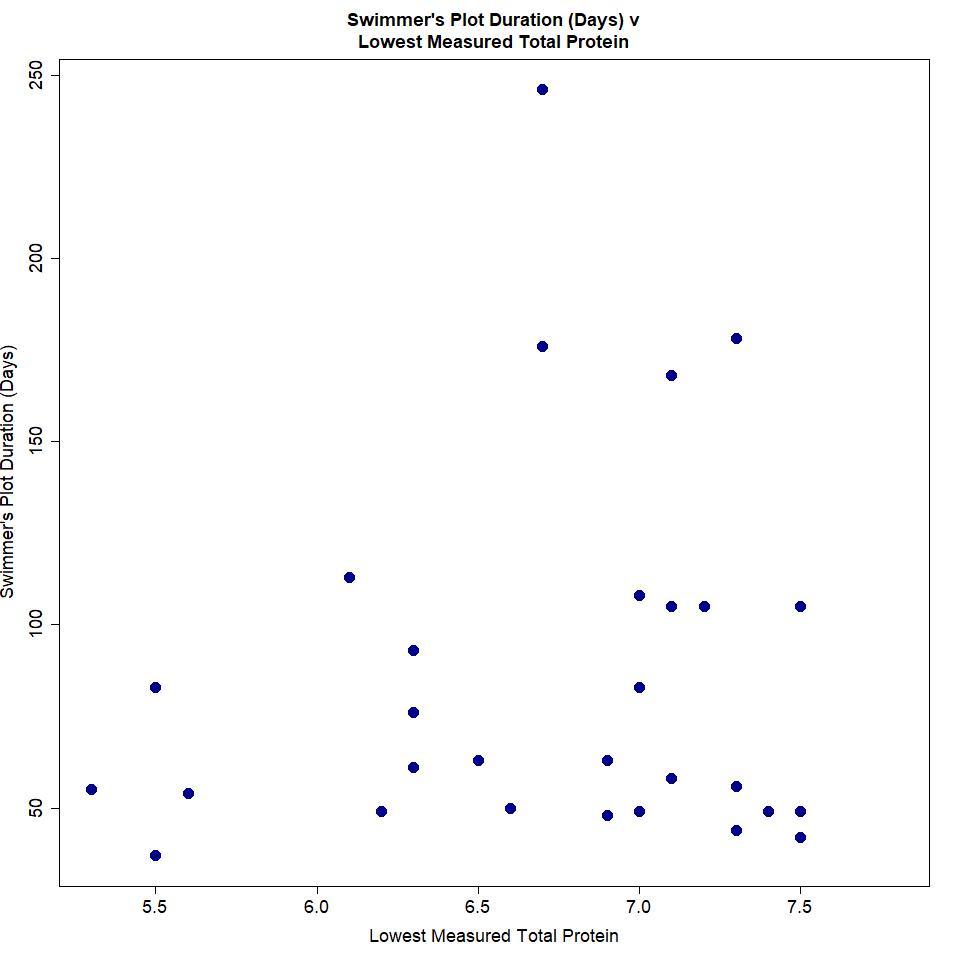 Swimmer's Plot Duration (Days) v
Lowest Measured Total Protein
Swimmer's Plot Duration (Days)
250
200
150
100
50
5.5 6.0 6.5 7.0 7.5
Lowest Measured Total Protein